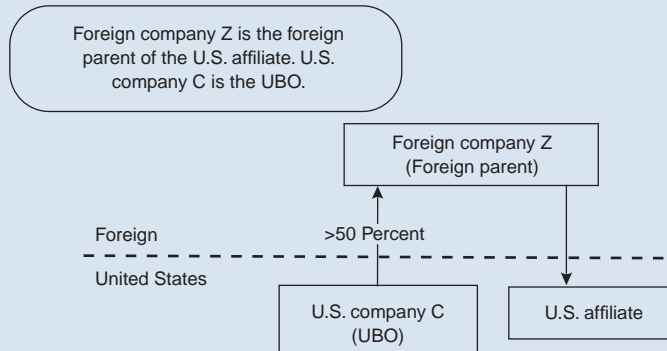 Foreign company Z is the foreign
parent of the U.S. affiliate. U.S.
company C is the UBO.
Foreign company Z
(Foreign parent)
Foreign
>50 Percent
United States
U.S. company C
(UBO)
U.S. affiliate